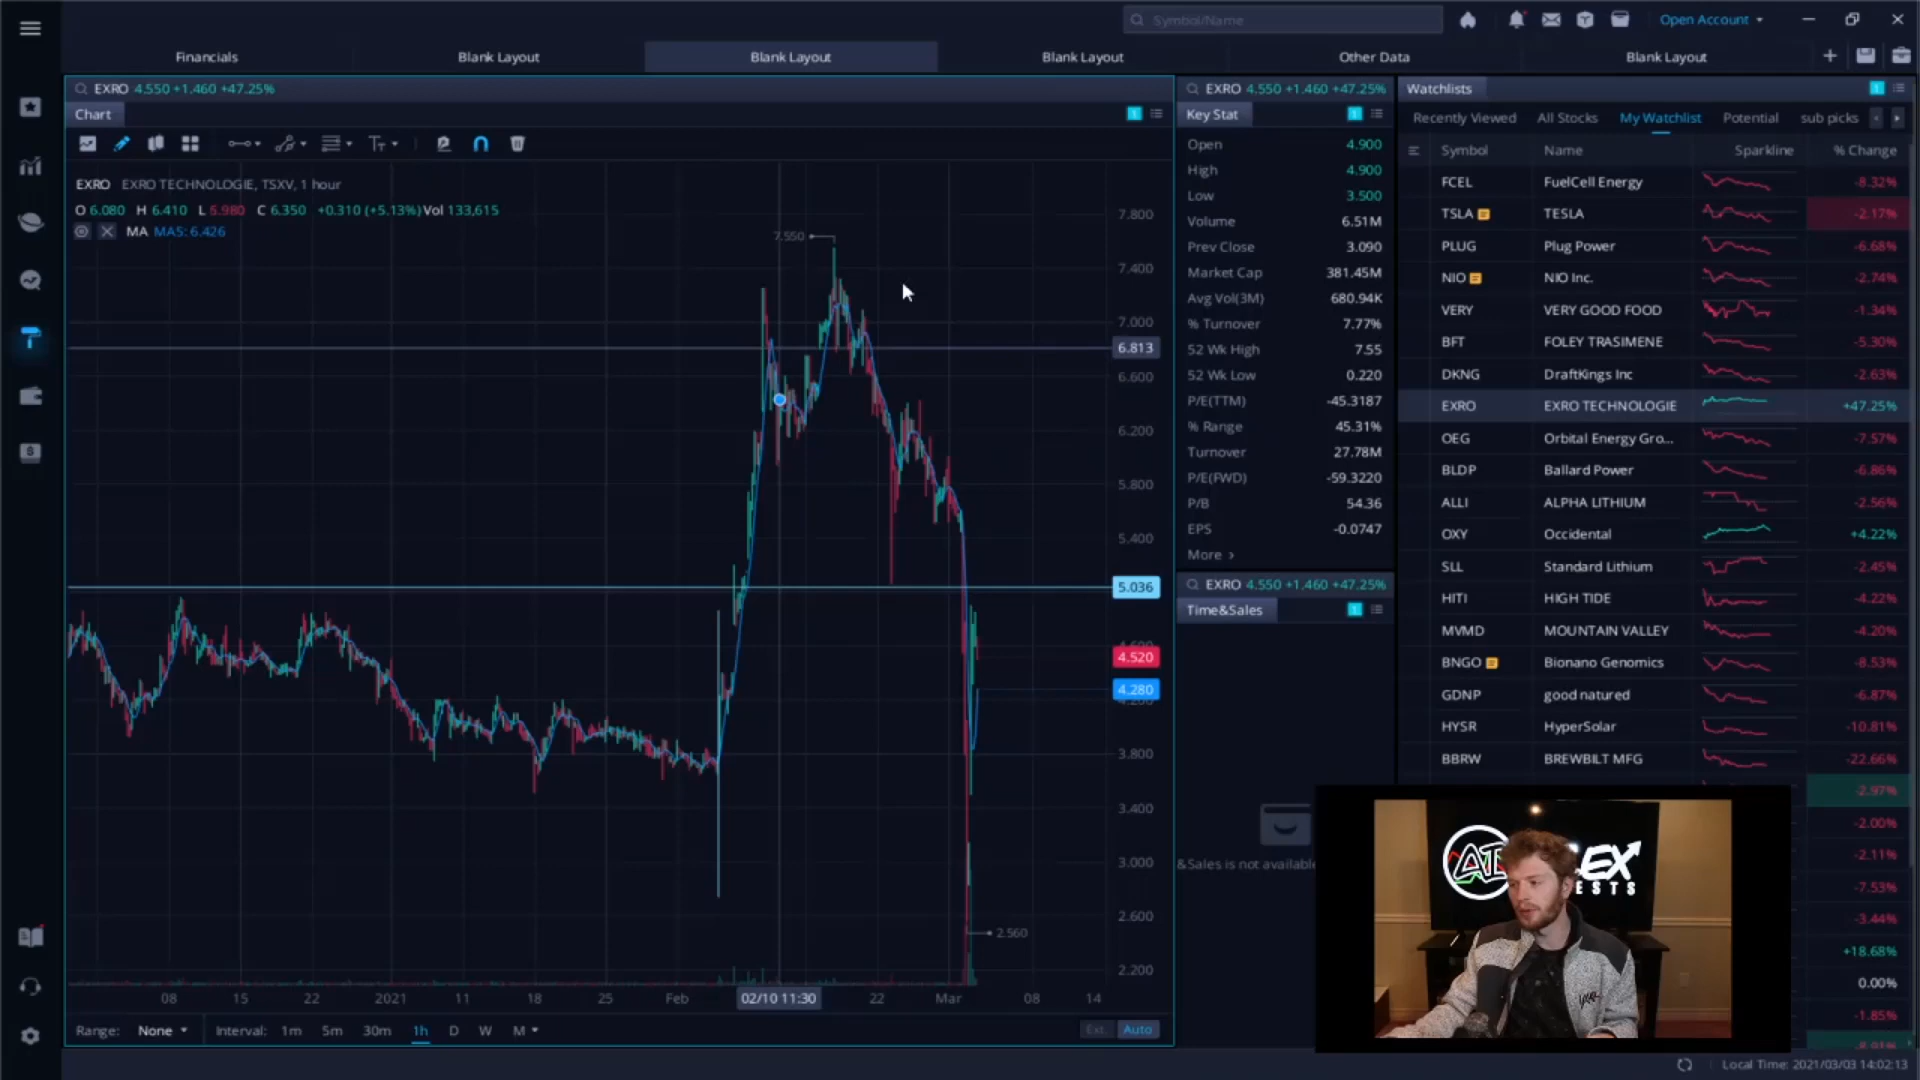 Symbol/Name
Open Account
Financials
Blank Layout
Blank Layout
Blank Layout
Other Data
Blank Layout
EXRO 4.550 +1.460 +47.25%
Chart
EXRO EXRO TECHNOLOGIE, TSXV, 1 hour
O 6.080 H 6.410 L 5.980 C 6.350 +0.310 (+5.13%) Vol 133,615
MA MA5: 6.426
7.550
2.560
7.800
7.400
7.000
6.813
6.600
6.200
5.800
5.400
5.036
4.600
4.520
4.280
4.200
3.800
3.400
3.000
2.600
2.200
08 15 22 2021 11 18 25 Feb 02/10 11:30 22 Mar 08 14
Range: None Interval: 1m 5m 30m 1h D W M
Ext. Auto
EXRO 4.550 +1.460 +47.25%
Key Stat
Open 4.900
High 4.900
Low 3.500
Volume 6.51M
Prev Close 3.090
Market Cap 381.45M
Avg Vol(3M) 680.94K
% Turnover 7.77%
52 Wk High 7.55
52 Wk Low 0.220
P/E(TTM) -45.3187
% Range 45.31%
Turnover 27.78M
P/E(FWD) -59.3220
P/B 54.36
EPS -0.0747
More >
EXRO 4.550 +1.460 +47.25%
Time&Sales
&Sales is not available
Watchlists
Recently Viewed All Stocks My Watchlist Potential sub picks
Symbol Name Sparkline % Change
FCEL FuelCell Energy -8.32%
TSLA TESLA -2.17%
PLUG Plug Power -6.68%
NIO NIO Inc. -2.74%
VERY VERY GOOD FOOD -1.34%
BFT FOLEY TRASIMENE -5.30%
DKNG DraftKings Inc -2.63%
EXRO EXRO TECHNOLOGIE +47.25%
OEG Orbital Energy Gro... -7.57%
BLDP Ballard Power -6.86%
ALLI ALPHA LITHIUM -2.56%
OXY Occidental +4.22%
SLL Standard Lithium -2.45%
HITI HIGH TIDE -4.22%
MVMD MOUNTAIN VALLEY -4.20%
BNGO Bionano Genomics -8.53%
GDNP good natured -6.87%
HYSR HyperSolar -10.81%
BBRW BREWBILT MFG -22.66%
-2.97%
-2.00%
-2.11%
-7.53%
-3.44%
+18.68%
0.00%
-1.85%
Local Time: 2021/03/03 14:02:13